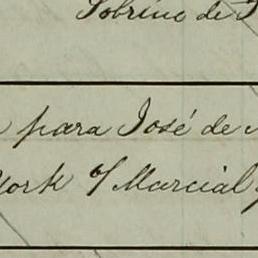 Sobrino de
para José de
York o/ Marcial